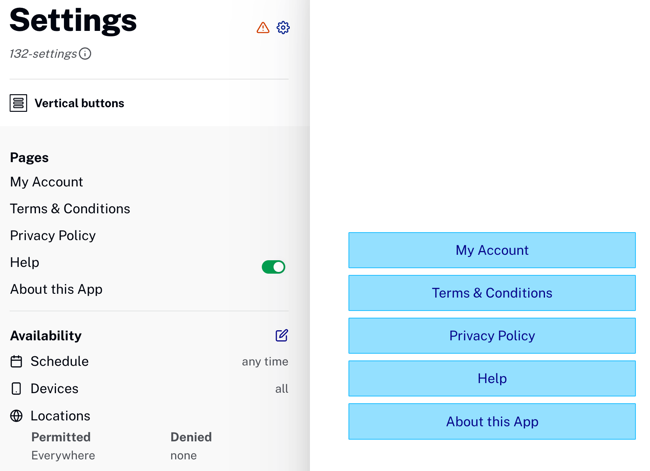 Settings
132-settings
Vertical buttons
Pages
My Account
Terms & Conditions
Privacy Policy
Help
About this App
Availability
Schedule any time
Devices all
Locations
Permitted Denied
Everywhere none
My Account
Terms & Conditions
Privacy Policy
Help
About this App